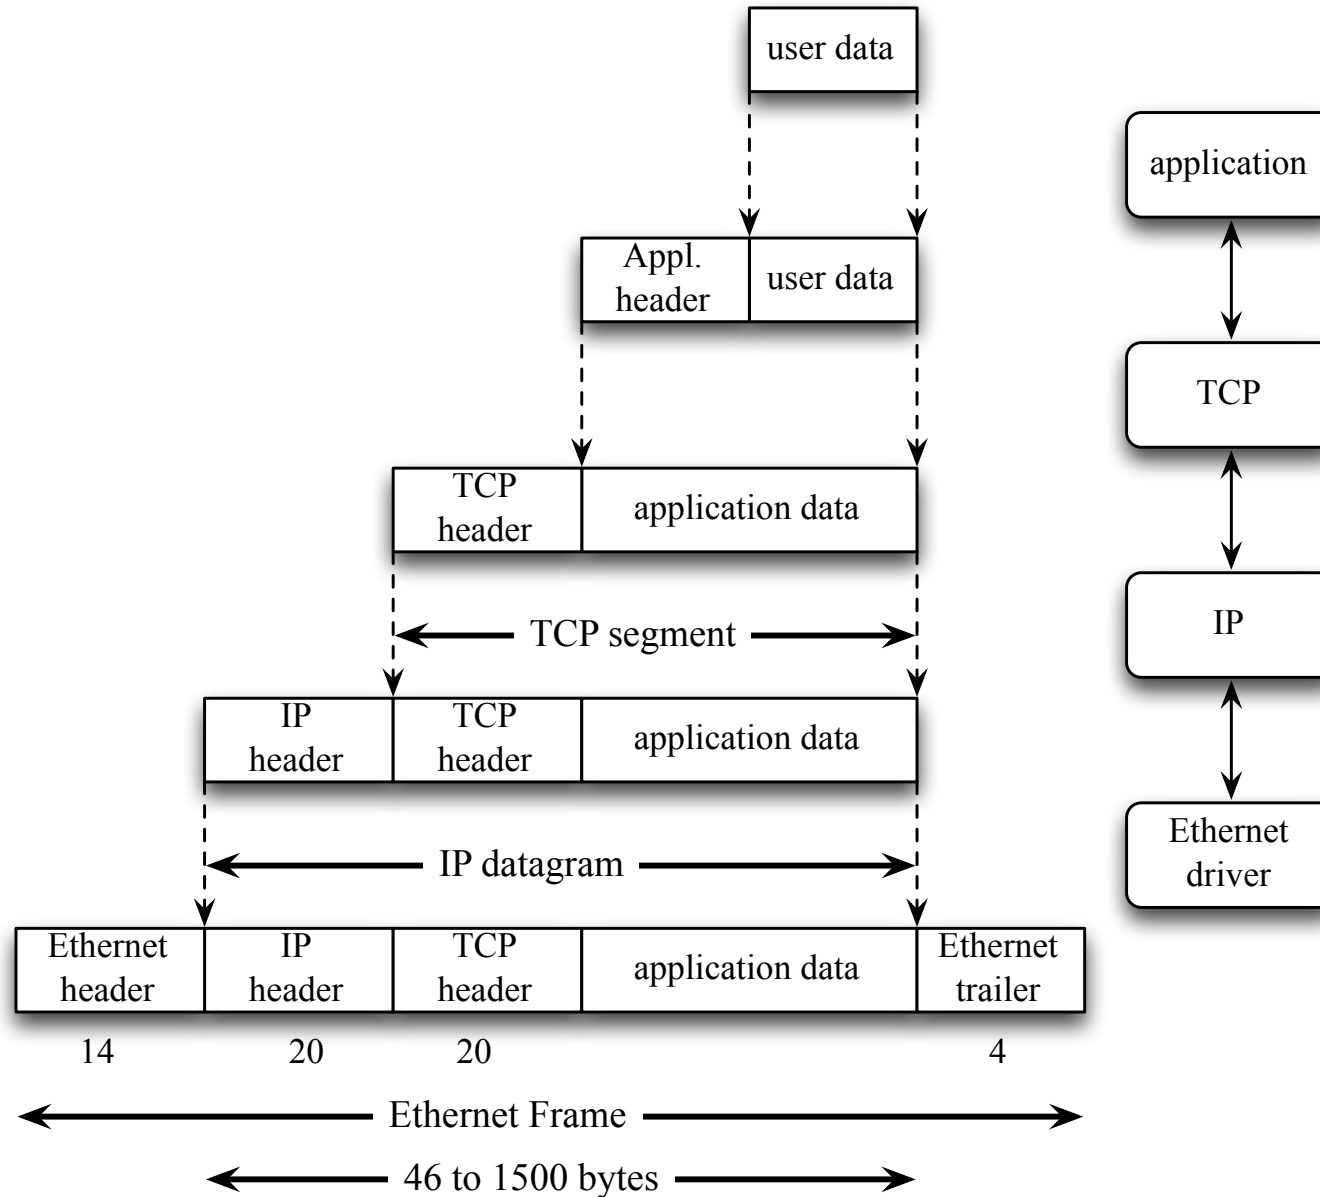 user data
application
Appl.
header
user data
TCP
TCP
header
application data
TCP segment
IP
IP
header
TCP
header
application data
Ethernet
driver
IP datagram
Ethernet
header
IP
header
TCP
header
application data
Ethernet
trailer
14
20
20
4
Ethernet Frame
46 to 1500 bytes